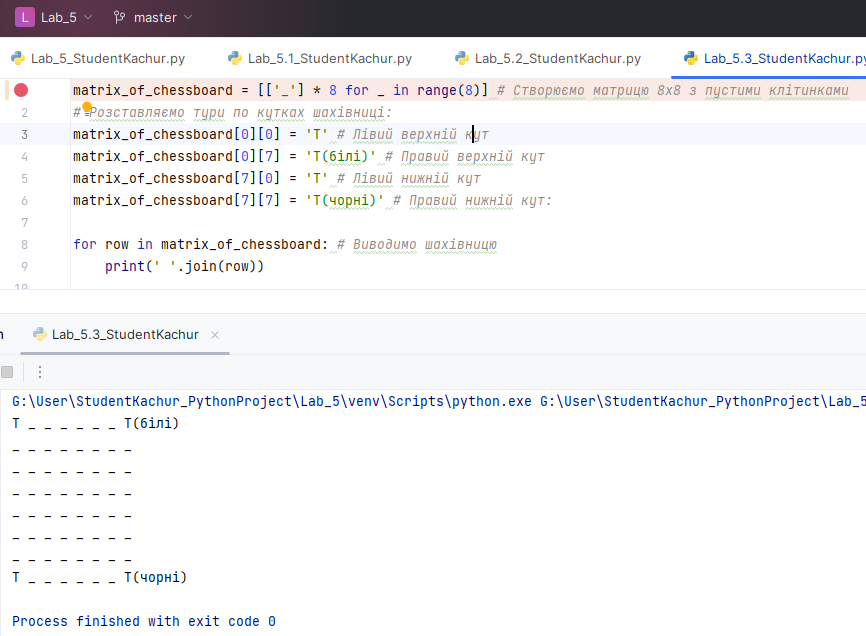 L Lab_5 master
Lab_5_StudentKachur.py Lab_5.1_StudentKachur.py Lab_5.2_StudentKachur.py Lab_5.3_StudentKachur.py
matrix_of_chessboard = [['_'] * 8 for _ in range(8)] # Створюємо матрицю 8x8 з пустими клітинками
2 # Розставляємо тури по кутках шахівниці:
3 matrix_of_chessboard[0][0] = 'T' # Лівий верхній кут
4 matrix_of_chessboard[0][7] = 'T(білі)' # Правий верхній кут
5 matrix_of_chessboard[7][0] = 'T' # Лівий нижній кут
6 matrix_of_chessboard[7][7] = 'T(чорні)' # Правий нижній кут:
7
8 for row in matrix_of_chessboard: # Виводимо шахівницю
9 print(' '.join(row))
10
Lab_5.3_StudentKachur ×
G:\User\StudentKachur_PythonProject\Lab_5\venv\Scripts\python.exe G:\User\StudentKachur_PythonProject\Lab_5
T _ _ _ _ _ _ T(білі)
_ _ _ _ _ _ _ _
_ _ _ _ _ _ _ _
_ _ _ _ _ _ _ _
_ _ _ _ _ _ _ _
_ _ _ _ _ _ _ _
_ _ _ _ _ _ _ _
T _ _ _ _ _ _ T(чорні)
Process finished with exit code 0